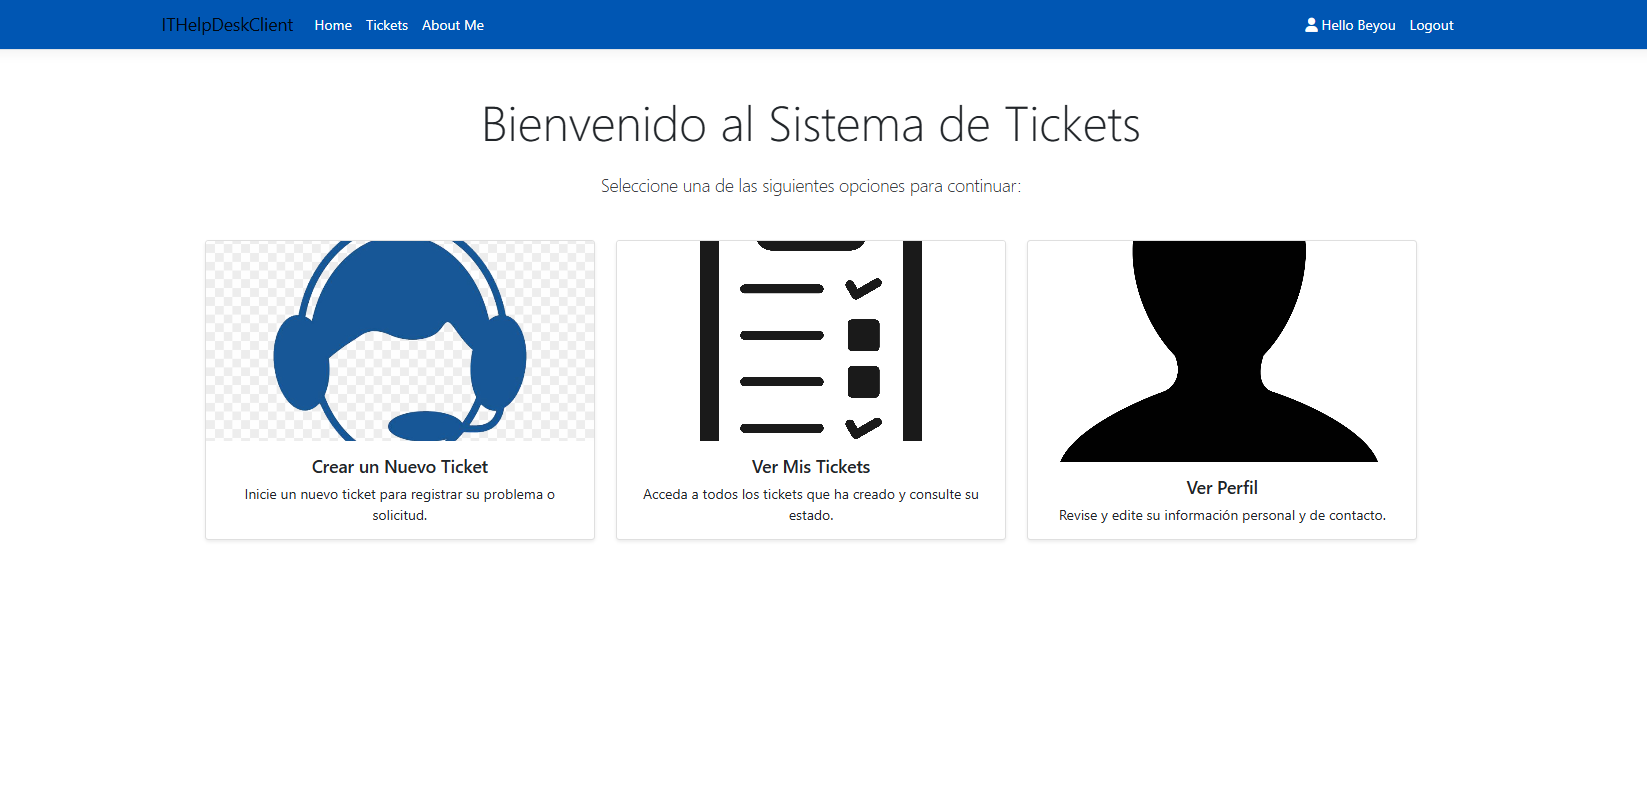 ITHelpDeskClient Home Tickets About Me Hello Beyou Logout
Bienvenido al Sistema de Tickets
Seleccione una de las siguientes opciones para continuar:
Crear un Nuevo Ticket
Inicie un nuevo ticket para registrar su problema o
solicitud.
Ver Mis Tickets
Acceda a todos los tickets que ha creado y consulte su
estado.
Ver Perfil
Revise y edite su información personal y de contacto.